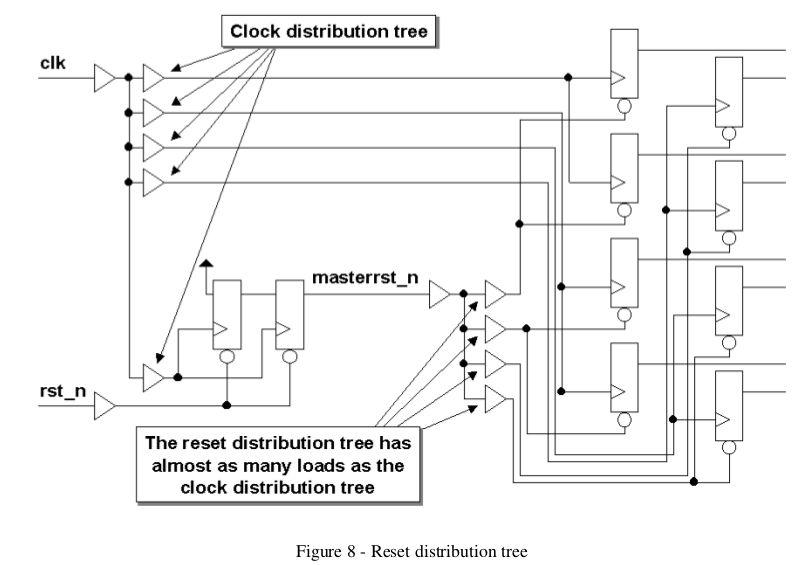 Clock distribution tree
clk
masterrst_n
rst_n
The reset distribution tree has
almost as many loads as the
clock distribution tree
Figure 8 - Reset distribution tree